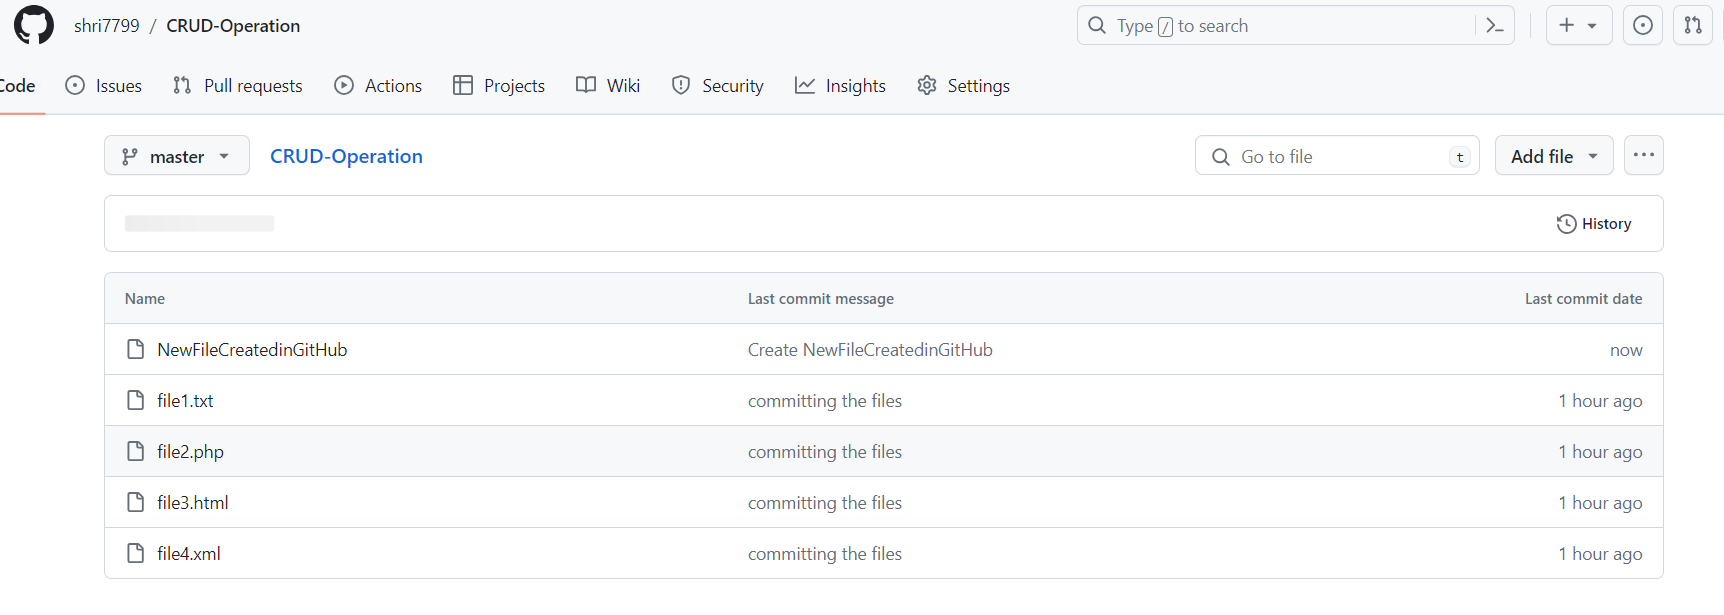 shri7799 / CRUD-Operation
Type / to search
Code Issues Pull requests Actions Projects Wiki Security Insights Settings
master CRUD-Operation Go to file t Add file ...
History
Name Last commit message Last commit date
NewFileCreatedinGitHub Create NewFileCreatedinGitHub now
file1.txt committing the files 1 hour ago
file2.php committing the files 1 hour ago
file3.html committing the files 1 hour ago
file4.xml committing the files 1 hour ago